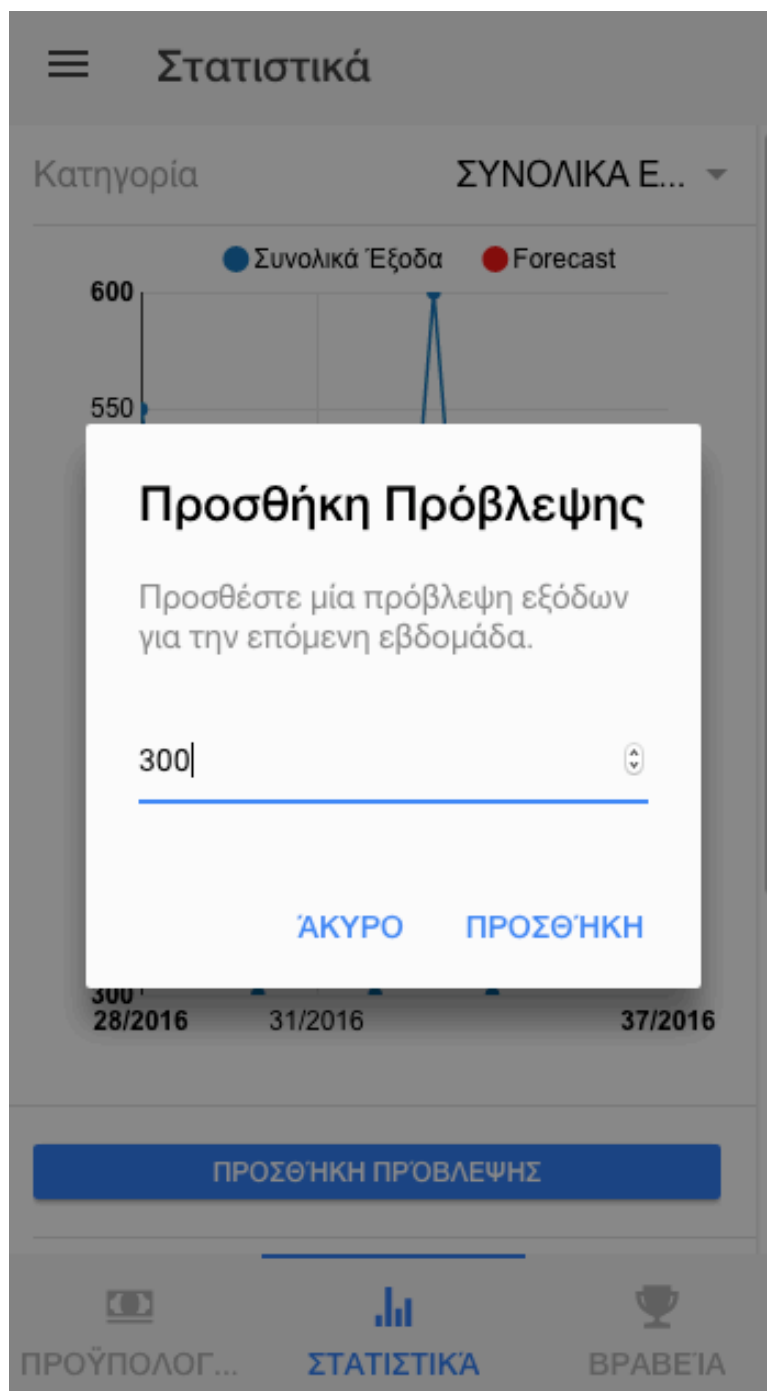 Στατιστικά
Κατηγορία ΣΥΝΟΛΙΚΑ Ε...
Συνολικά Έξοδα Forecast
600
550
Προσθήκη Πρόβλεψης
Προσθέστε μία πρόβλεψη εξόδων
για την επόμενη εβδομάδα.
300
ΆΚΥΡΟ ΠΡΟΣΘΉΚΗ
300
28/2016 31/2016 37/2016
ΠΡΟΣΘΉΚΗ ΠΡΌΒΛΕΨΗΣ
ΠΡΟΫΠΟΛΟΓ... ΣΤΑΤΙΣΤΙΚΆ ΒΡΑΒΕΊΑ